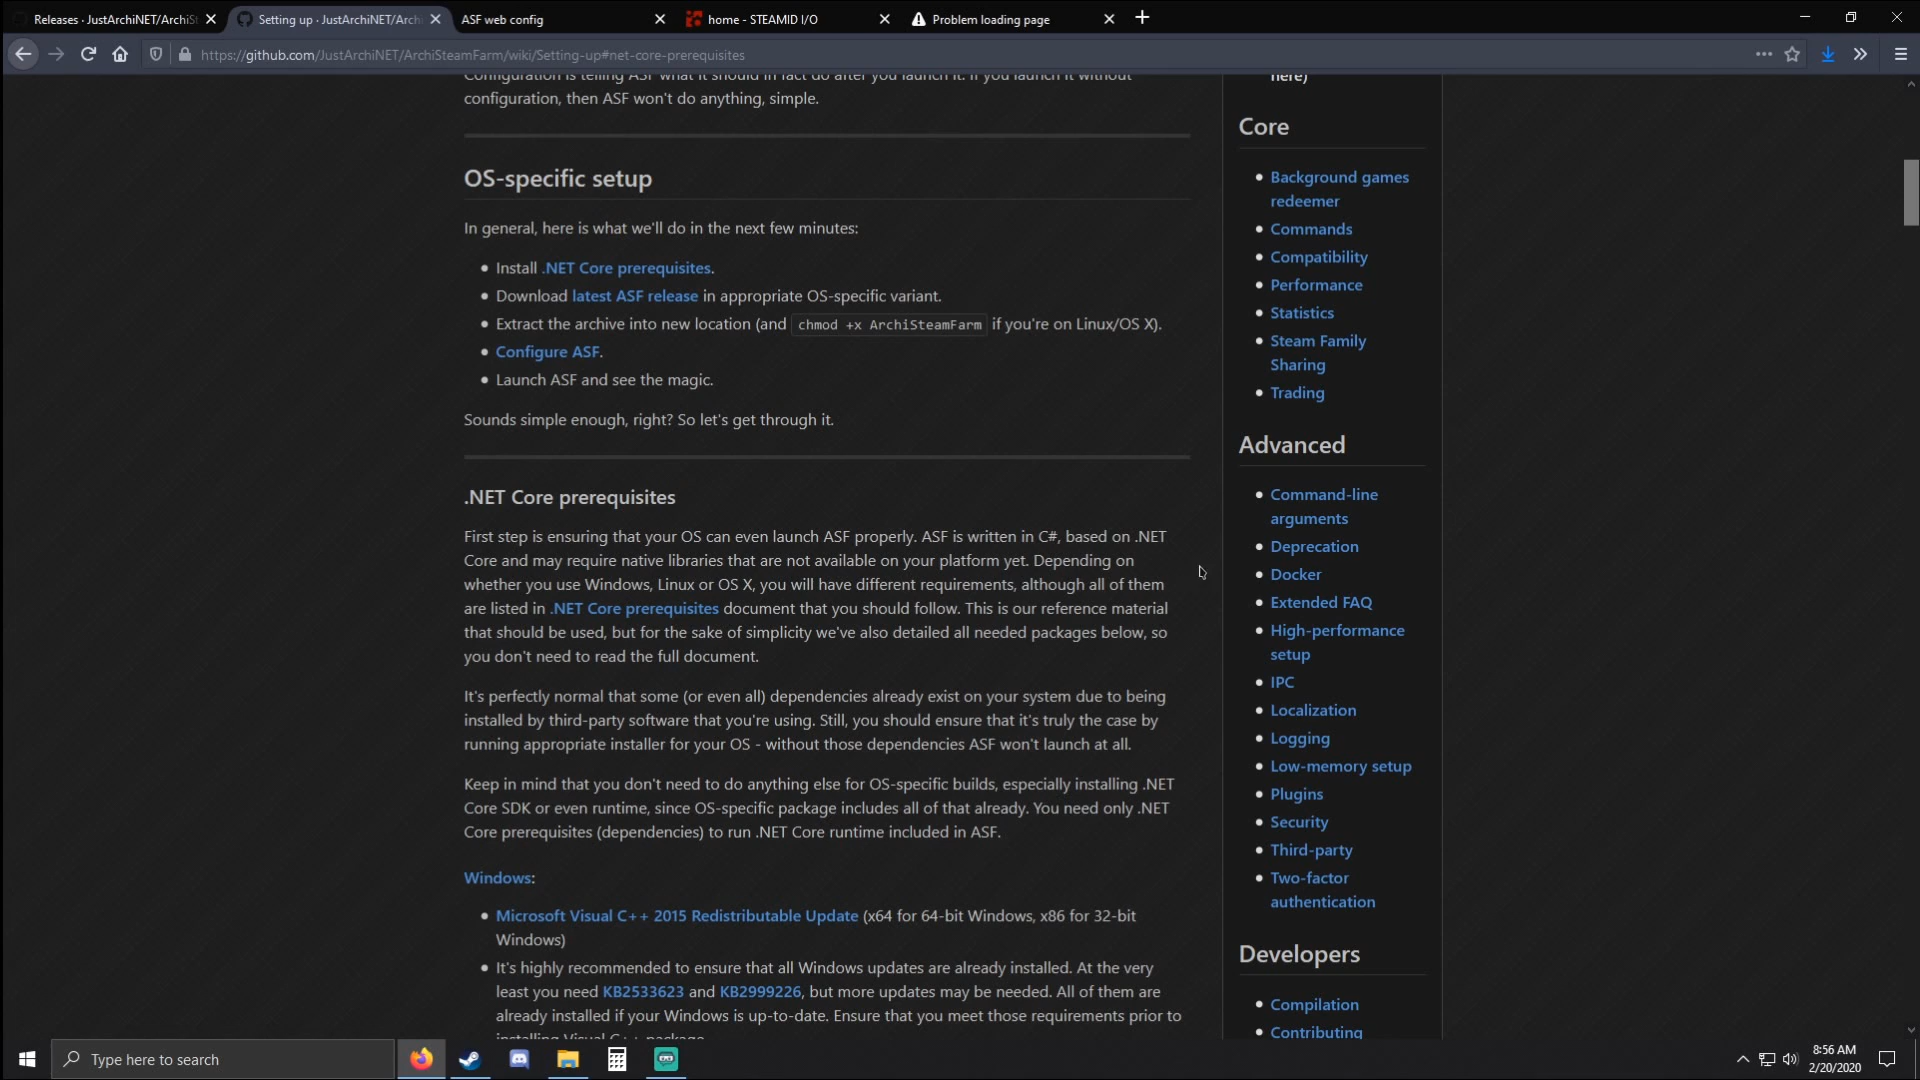 Releases · JustArchiNET/ArchiSt
Setting up · JustArchiNET/Archi
ASF web config
home - STEAMID I/O
Problem loading page
https://github.com/JustArchiNET/ArchiSteamFarm/wiki/Setting-up#net-core-prerequisites
Configuration is telling ASF what it should in fact do after you launch it. If you launch it without
configuration, then ASF won't do anything, simple.
OS-specific setup
In general, here is what we'll do in the next few minutes:
Install .NET Core prerequisites.
Download latest ASF release in appropriate OS-specific variant.
Extract the archive into new location (and chmod +x ArchiSteamFarm if you're on Linux/OS X).
Configure ASF.
Launch ASF and see the magic.
Sounds simple enough, right? So let's get through it.
.NET Core prerequisites
First step is ensuring that your OS can even launch ASF properly. ASF is written in C#, based on .NET
Core and may require native libraries that are not available on your platform yet. Depending on
whether you use Windows, Linux or OS X, you will have different requirements, although all of them
are listed in .NET Core prerequisites document that you should follow. This is our reference material
that should be used, but for the sake of simplicity we've also detailed all needed packages below, so
you don't need to read the full document.
It's perfectly normal that some (or even all) dependencies already exist on your system due to being
installed by third-party software that you're using. Still, you should ensure that it's truly the case by
running appropriate installer for your OS - without those dependencies ASF won't launch at all.
Keep in mind that you don't need to do anything else for OS-specific builds, especially installing .NET
Core SDK or even runtime, since OS-specific package includes all of that already. You need only .NET
Core prerequisites (dependencies) to run .NET Core runtime included in ASF.
Windows:
Microsoft Visual C++ 2015 Redistributable Update (x64 for 64-bit Windows, x86 for 32-bit
Windows)
It's highly recommended to ensure that all Windows updates are already installed. At the very
least you need KB2533623 and KB2999226, but more updates may be needed. All of them are
already installed if your Windows is up-to-date. Ensure that you meet those requirements prior to
installing Visual C++ package.
here)
Core
Background games
redeemer
Commands
Compatibility
Performance
Statistics
Steam Family
Sharing
Trading
Advanced
Command-line
arguments
Deprecation
Docker
Extended FAQ
High-performance
setup
IPC
Localization
Logging
Low-memory setup
Plugins
Security
Third-party
Two-factor
authentication
Developers
Compilation
Contributing
Type here to search
8:56 AM
2/20/2020